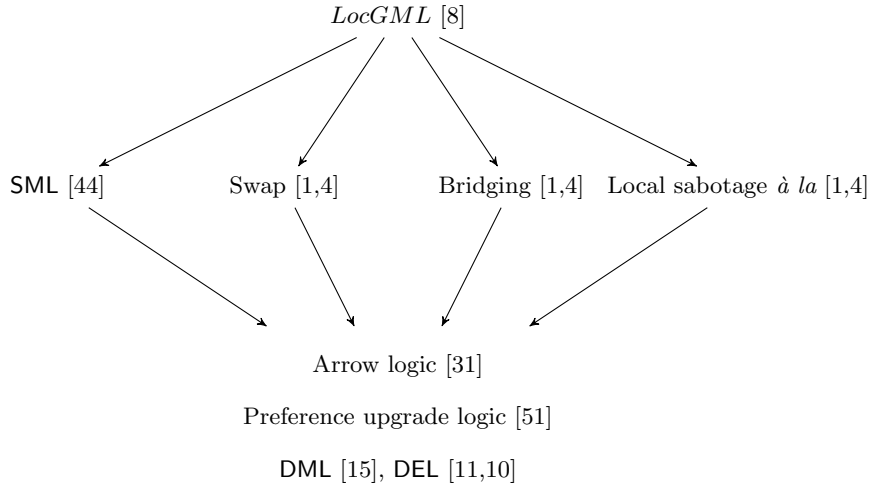 LocGML [8]
SML [44] Swap [1,4] Bridging [1,4] Local sabotage à la [1,4]
Arrow logic [31]
Preference upgrade logic [51]
DML [15], DEL [11,10]